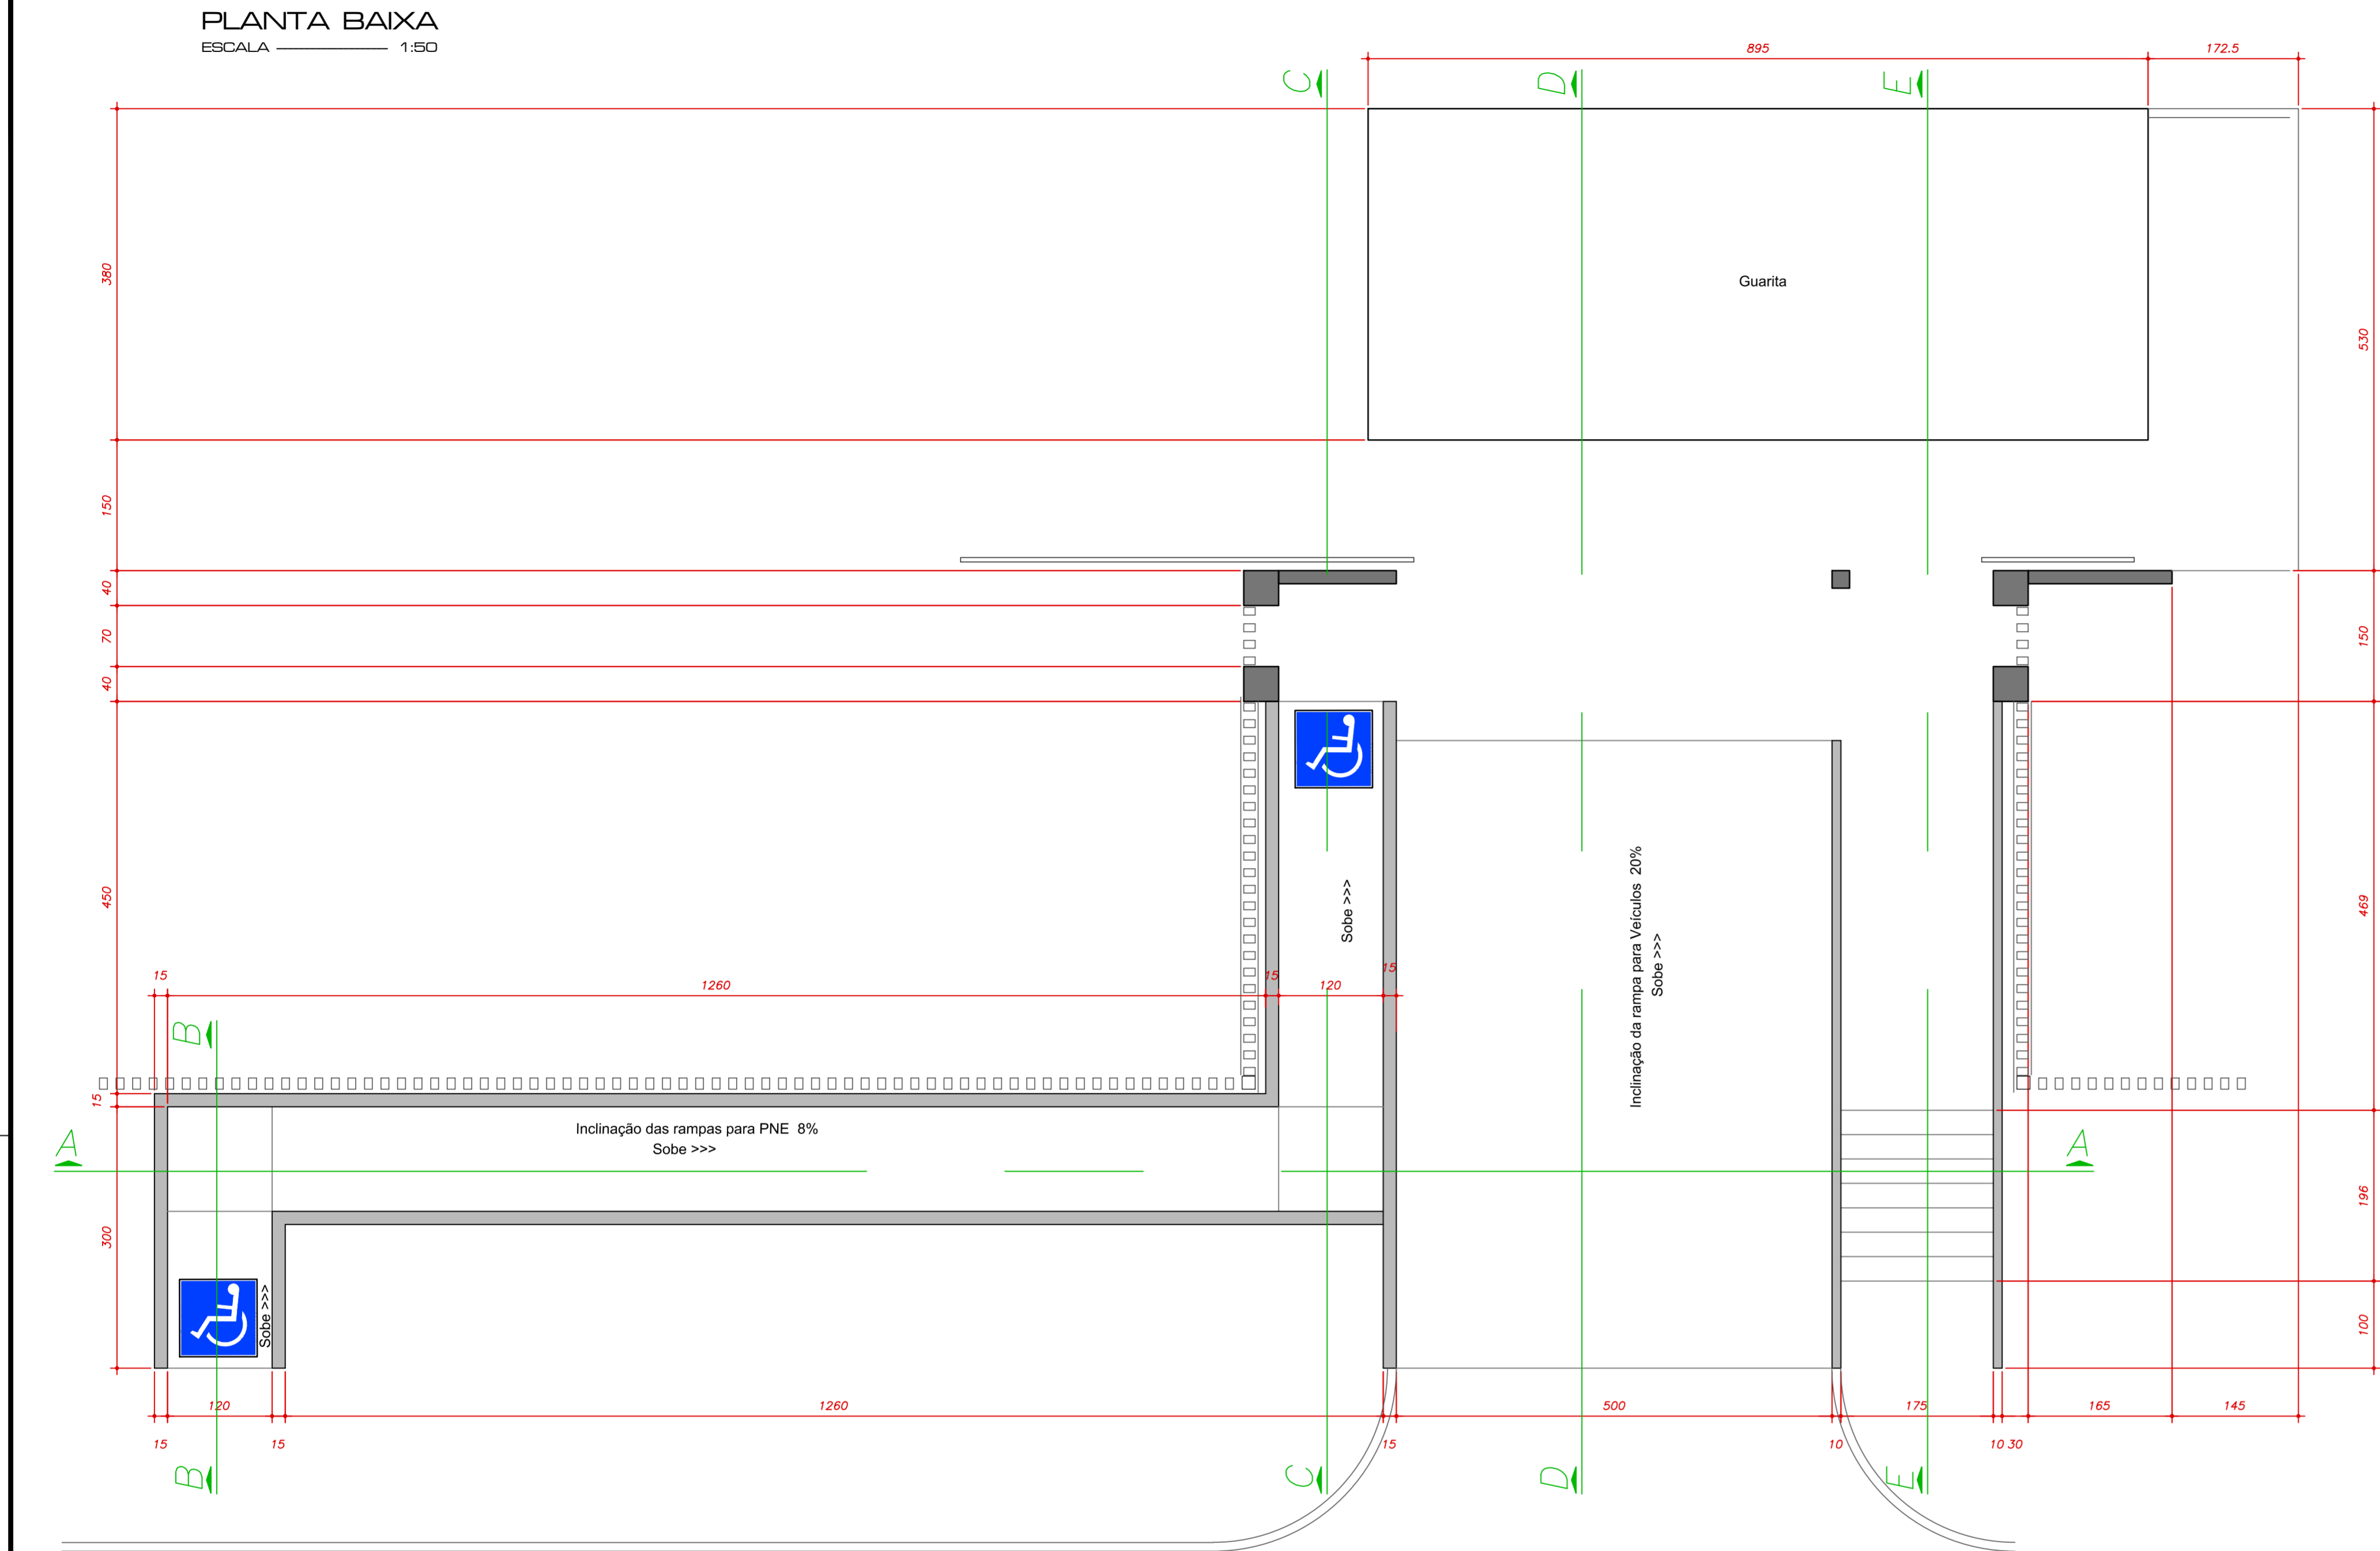 PLANTA BAIXA
ESCALA 1:50
895
172.5
C
D
E
380
Guarita
530
150
40
70
40
150
450
Sobe >>>
Inclinação da rampa para Veículos 20%
Sobe >>>
469
15
1260
15
120
15
B
15
A
Inclinação das rampas para PNE 8%
Sobe >>>
A
300
196
Sobe >>>
100
120
1260
500
175
165
145
15
15
15
10
10
30
B
C
D
E